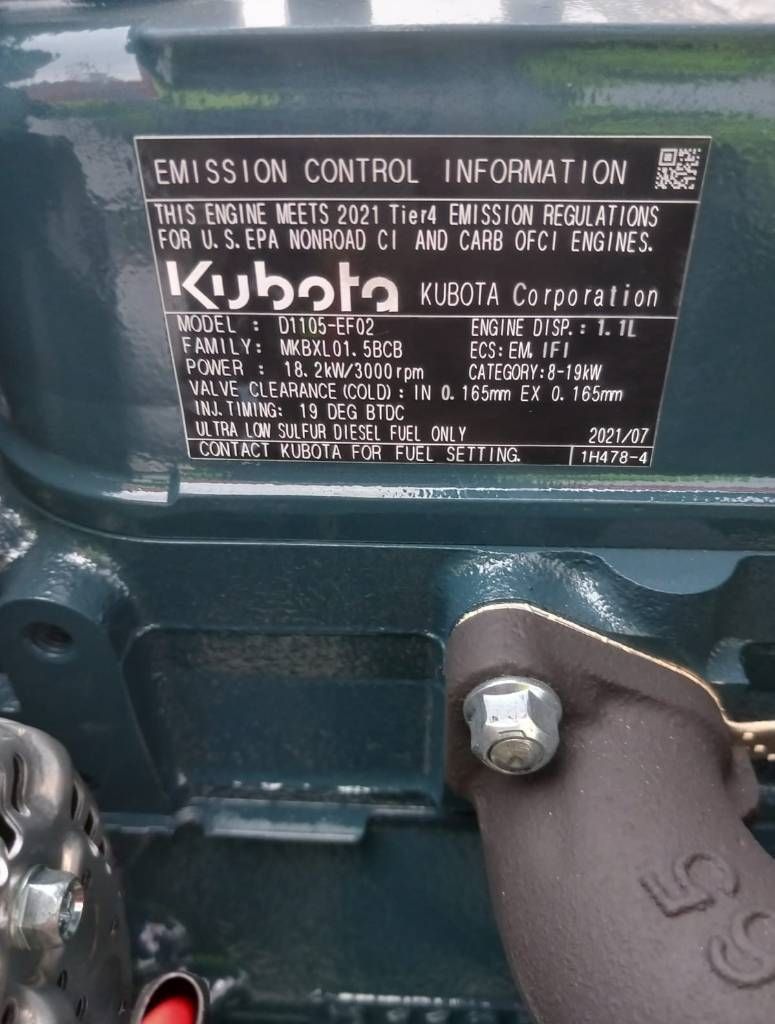 EMISSION CONTROL INFORMATION
THIS ENGINE MEETS 2021 Tier4 EMISSION REGULATIONS
FOR U.S.EPA NONROAD CI AND CARB OFCI ENGINES.
Kubota KUBOTA Corporation
MODEL : D1105-EF02 ENGINE DISP.: 1.1L
FAMILY: MKBXL01.5BCB ECS: EM, IFI
POWER : 18.2kW/3000rpm CATEGORY:8-19kW
VALVE CLEARANCE(COLD): IN 0.165mm EX 0.165mm
INJ.TIMING: 19 DEG BTDC
ULTRA LOW SULFUR DIESEL FUEL ONLY 2021/07
CONTACT KUBOTA FOR FUEL SETTING. 1H478-4